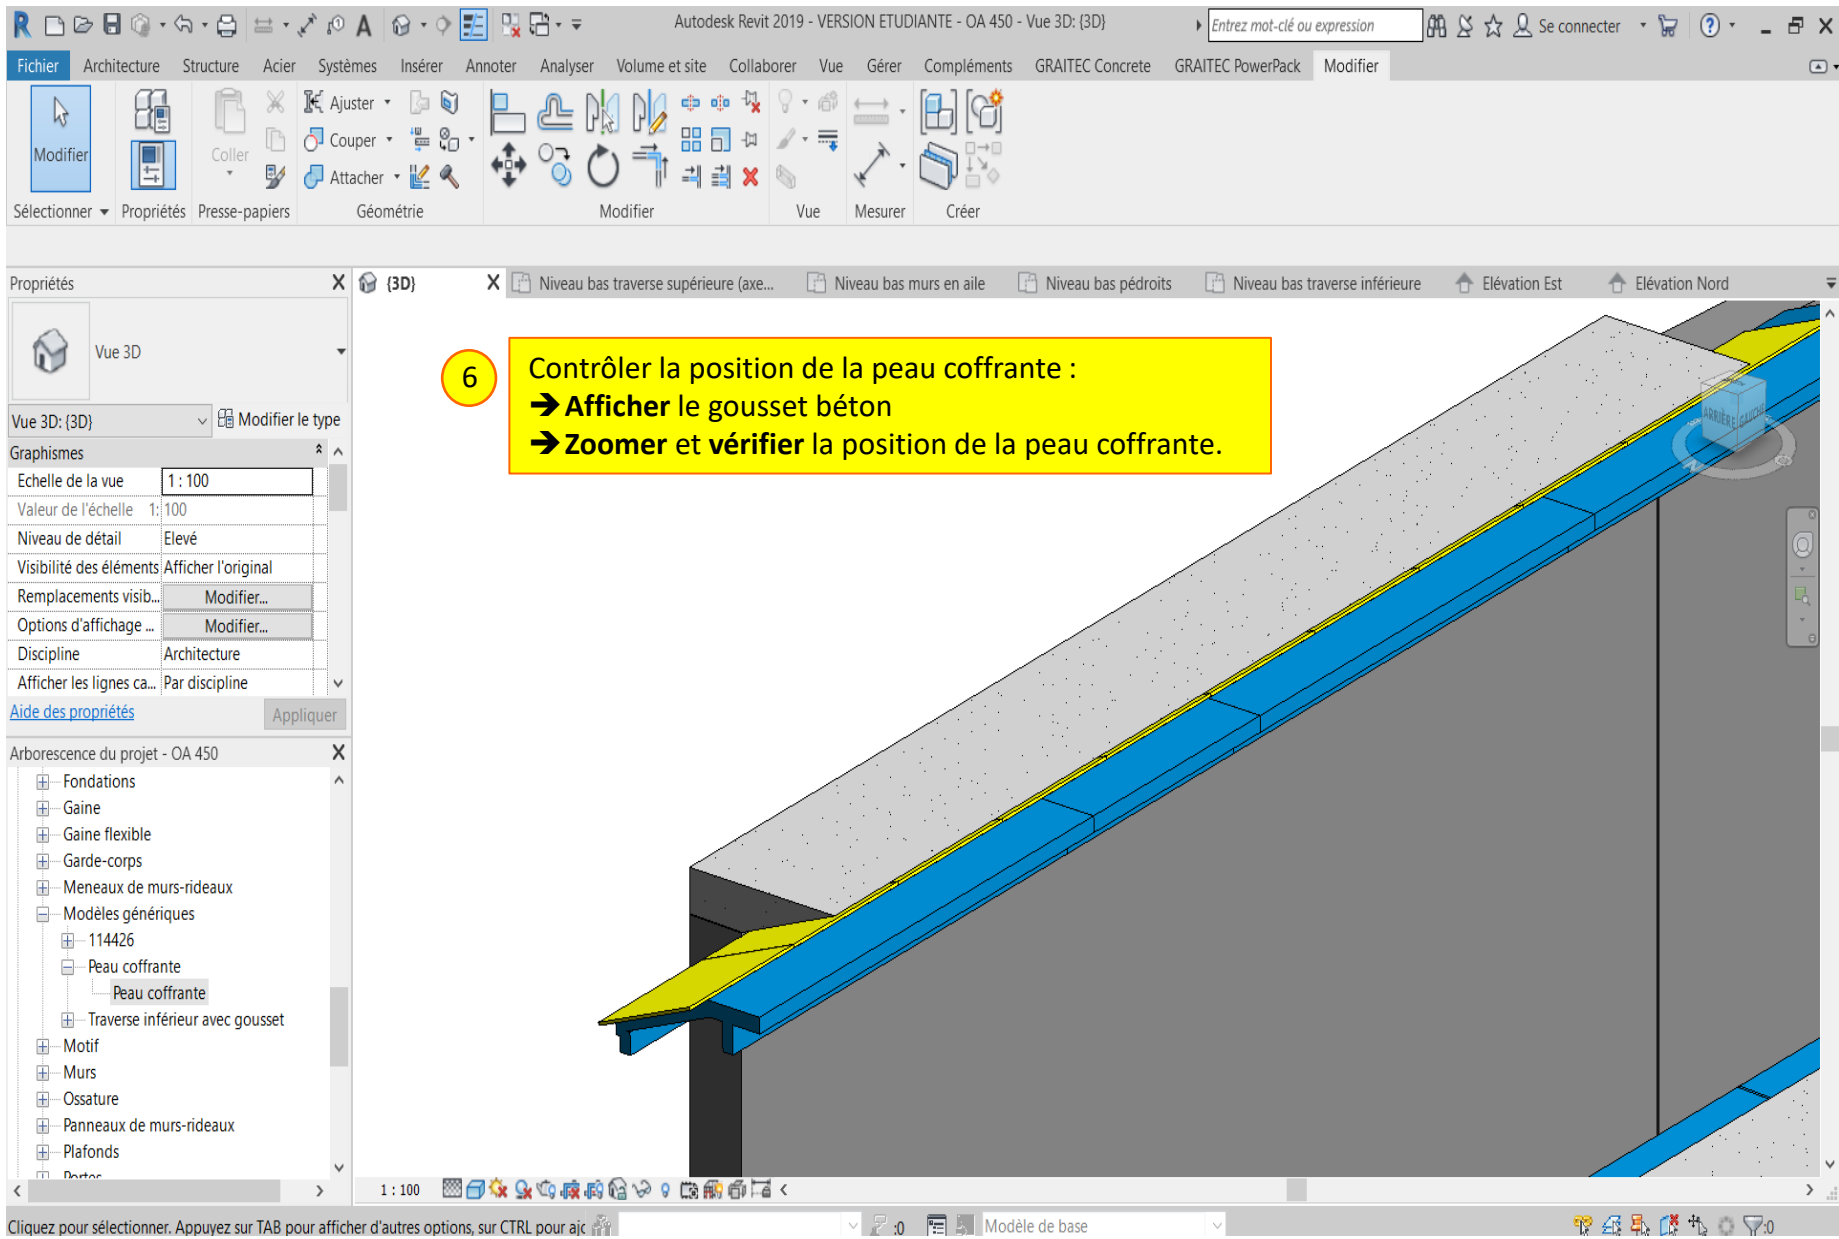 Autodesk Revit 2019 - VERSION ETUDIANTE - OA 450 - Vue 3D: {3D}
Entrez mot-clé ou expression
Se connecter
Fichier Architecture Structure Acier Systèmes Insérer Annoter Analyser Volume et site Collaborer Vue Gérer Compléments GRAITEC Concrete GRAITEC PowerPack Modifier
Ajuster
Couper
Attacher
Modifier
Coller
Sélectionner Propriétés Presse-papiers Géométrie Modifier Vue Mesurer Créer
Propriétés
{3D} Niveau bas traverse supérieure (axe... Niveau bas murs en aile Niveau bas pédroits Niveau bas traverse inférieure Elévation Est Elévation Nord
Vue 3D
Vue 3D: {3D} Modifier le type
Graphismes
Echelle de la vue 1 : 100
Valeur de l'échelle 1: 100
Niveau de détail Elevé
Visibilité des éléments Afficher l'original
Remplacements visib... Modifier...
Options d'affichage ... Modifier...
Discipline Architecture
Afficher les lignes ca... Par discipline
Aide des propriétés Appliquer
6
Contrôler la position de la peau coffrante :
➔ Afficher le gousset béton
➔ Zoomer et vérifier la position de la peau coffrante.
ARRIÈRE GAUCHE
N
Arborescence du projet - OA 450
Fondations
Gaine
Gaine flexible
Garde-corps
Meneaux de murs-rideaux
Modèles génériques
114426
Peau coffrante
Peau coffrante
Traverse inférieur avec gousset
Motif
Murs
Ossature
Panneaux de murs-rideaux
Plafonds
Portes
1 : 100
Cliquez pour sélectionner. Appuyez sur TAB pour afficher d'autres options, sur CTRL pour ajc
:0
Modèle de base
:0